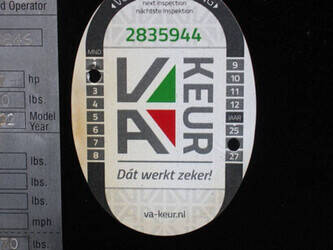 d Operator
hp
lbs.
Model
Year
lbs.
lbs.
mph
70 lbs.
next inspection
nächste Inspektion
2835944
MND
1
2
3
4
5
6
7
8
VA
KEUR
9
10
11
12
JAAR
25
27
Dát werkt zeker!
va-keur.nl